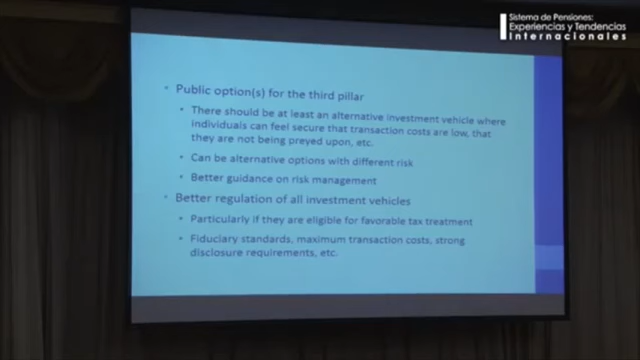 Sistema de Pensiones:
Experiencias y Tendencias
Internacionales
• Public option(s) for the third pillar
• There should be at least an alternative investment vehicle where
individuals can feel secure that transaction costs are low, that
they are not being preyed upon, etc.
• Can be alternative options with different risk
• Better guidance on risk management
• Better regulation of all investment vehicles
• Particularly if they are eligible for favorable tax treatment
• Fiduciary standards, maximum transaction costs, strong
disclosure requirements, etc.